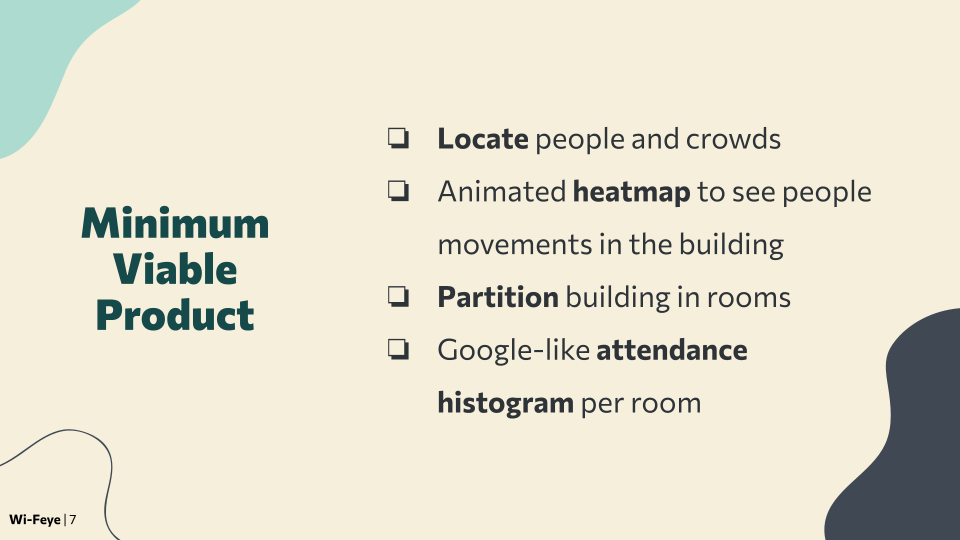 Minimum
Viable
Product
❏ Locate people and crowds
❏ Animated heatmap to see people
movements in the building
❏ Partition building in rooms
❏ Google-like attendance
histogram per room
Wi-Feye | 7